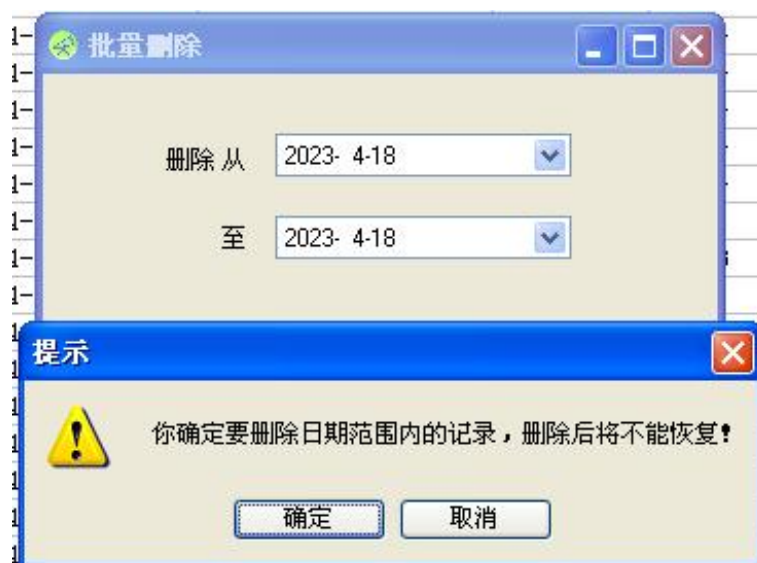 批量删除
删除 从 2023- 4-18
至 2023- 4-18
提示
你确定要删除日期范围内的记录，删除后将不能恢复！
确定 取消